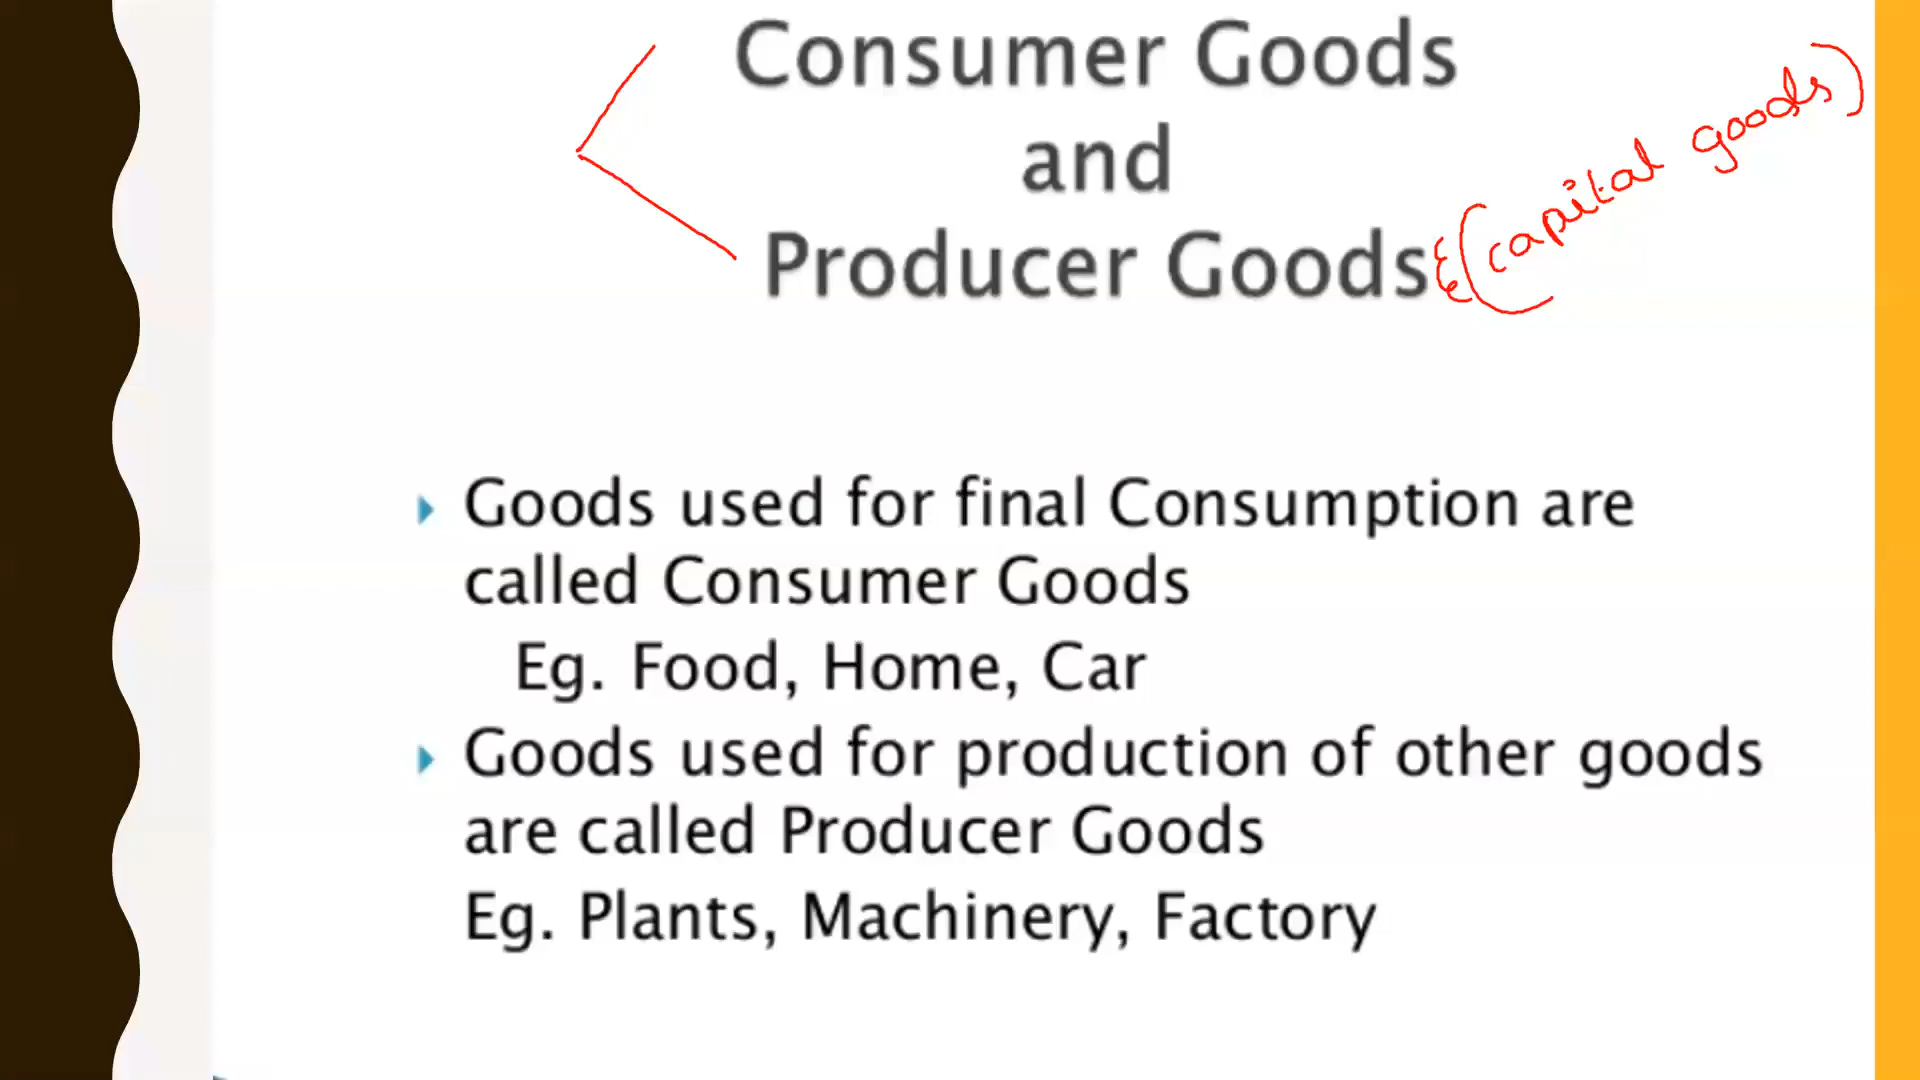 Consumer Goods
and
Producer Goods
(capital goods)
Goods used for final Consumption are
called Consumer Goods
Eg. Food, Home, Car
Goods used for production of other goods
are called Producer Goods
Eg. Plants, Machinery, Factory